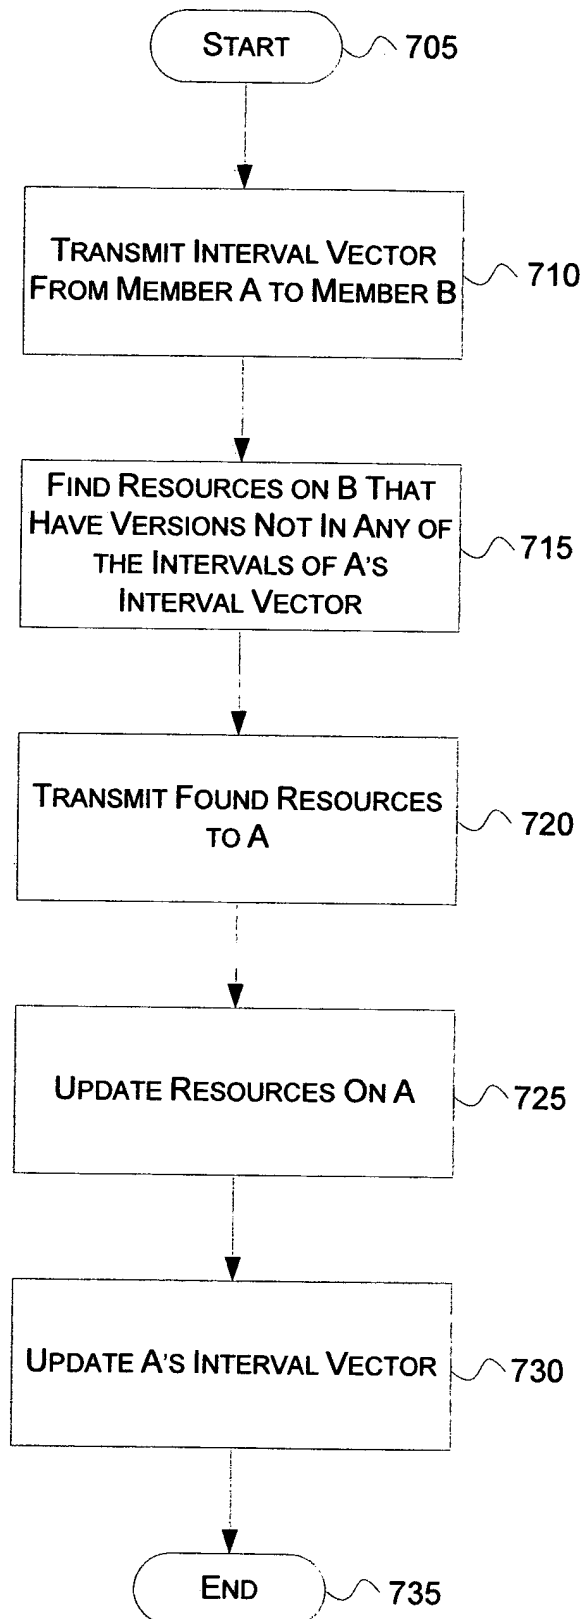 START
705
TRANSMIT INTERVAL VECTOR
FROM MEMBER A TO MEMBER B
710
FIND RESOURCES ON B THAT
HAVE VERSIONS NOT IN ANY OF
THE INTERVALS OF A'S
INTERVAL VECTOR
715
TRANSMIT FOUND RESOURCES
TO A
720
UPDATE RESOURCES ON A
725
UPDATE A'S INTERVAL VECTOR
730
END
735